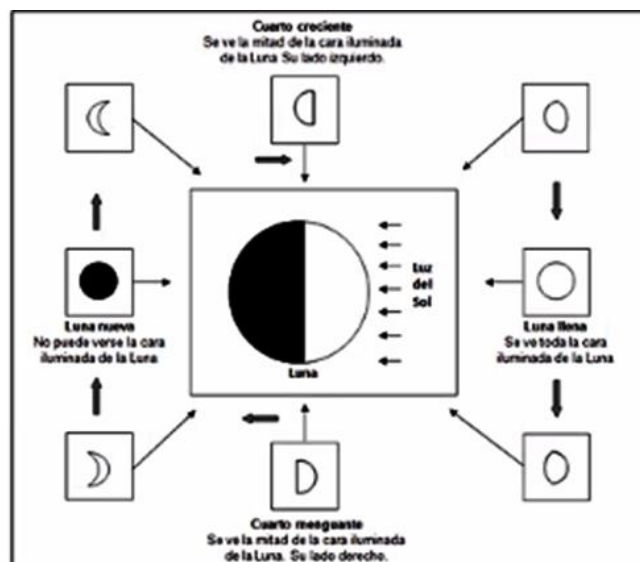 Cuarto creciente
Se ve la mitad de la cara iluminada
de la Luna Su lado izquierdo.
Luz
del
Sol
Luna nueva
No puede verse la cara
iluminada de la Luna
Luna llena
Se ve toda la cara
iluminada de la Luna
Luna
Cuarto menguante
Se ve la mitad de la cara iluminada
de la Luna. Su lado derecho.